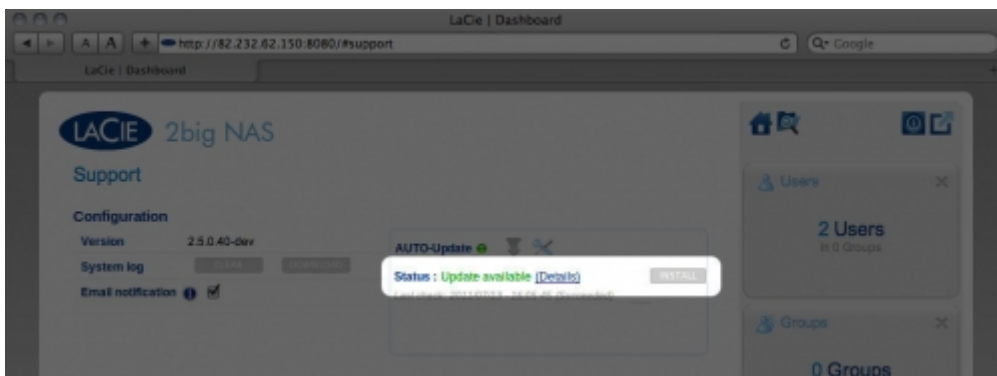 LaCie | Dashboard
A A + http://82.232.62.150:8080/#support Google
LaCie | Dashboard
LACIE 2big NAS
Support
Configuration
Version 2.5.0.40-dev
System log CLEAR DOWNLOAD
Email notification
AUTO-Update
Status : Update available (Details) INSTALL
Users
2 Users
in 0 Groups
Groups
0 Groups